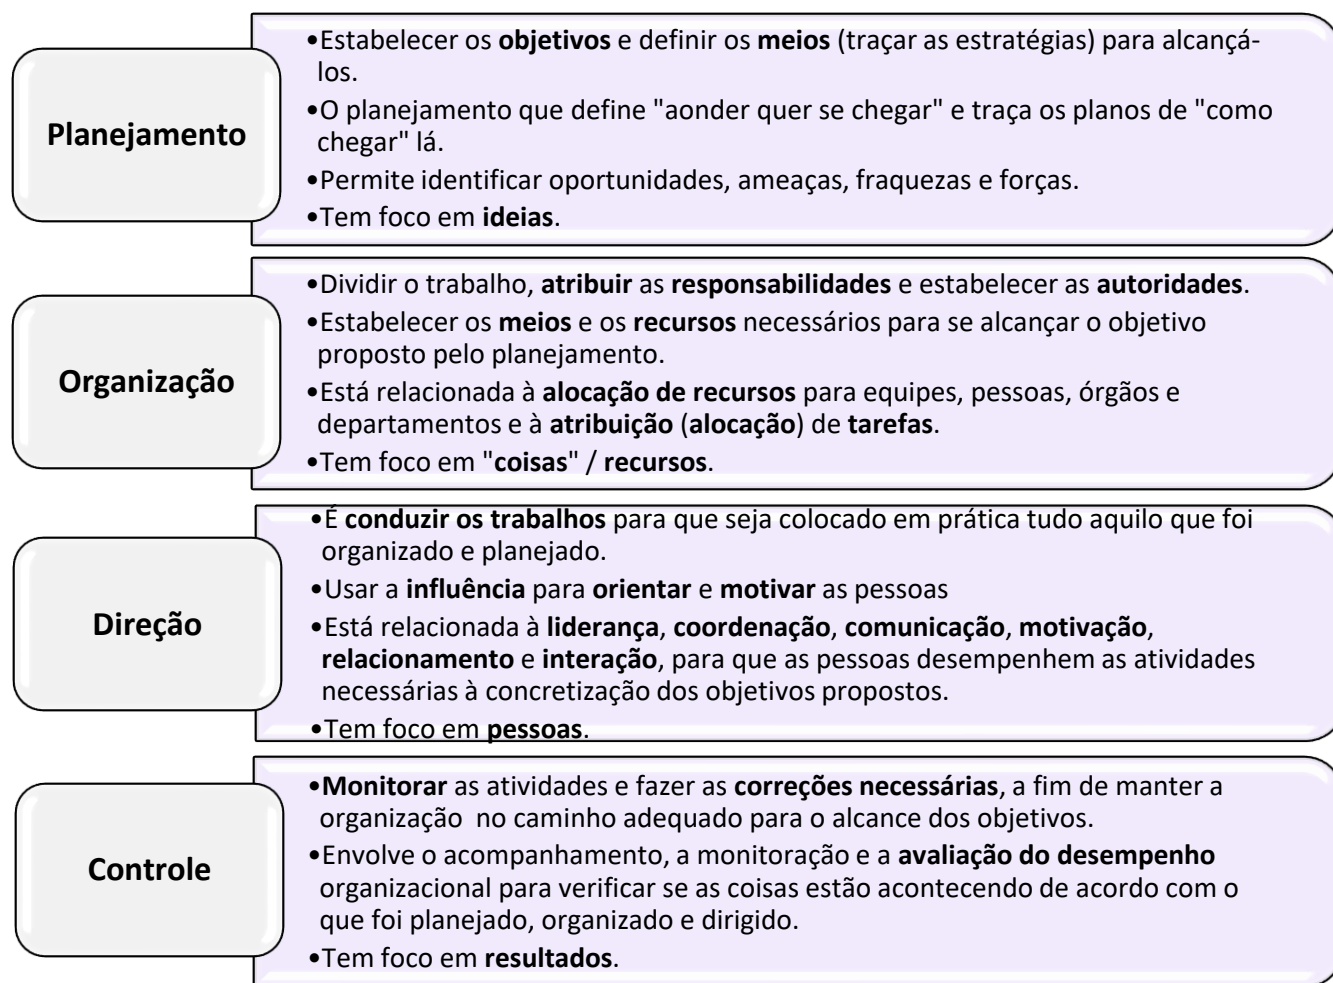 Planejamento
•Estabelecer os objetivos e definir os meios (traçar as estratégias) para alcançá-
los.
•O planejamento que define "aonder quer se chegar" e traça os planos de "como
chegar" lá.
•Permite identificar oportunidades, ameaças, fraquezas e forças.
•Tem foco em ideias.
Organização
•Dividir o trabalho, atribuir as responsabilidades e estabelecer as autoridades.
•Estabelecer os meios e os recursos necessários para se alcançar o objetivo
proposto pelo planejamento.
•Está relacionada à alocação de recursos para equipes, pessoas, órgãos e
departamentos e à atribuição (alocação) de tarefas.
•Tem foco em "coisas" / recursos.
Direção
•É conduzir os trabalhos para que seja colocado em prática tudo aquilo que foi
organizado e planejado.
•Usar a influência para orientar e motivar as pessoas
•Está relacionada à liderança, coordenação, comunicação, motivação,
relacionamento e interação, para que as pessoas desempenhem as atividades
necessárias à concretização dos objetivos propostos.
•Tem foco em pessoas.
Controle
•Monitorar as atividades e fazer as correções necessárias, a fim de manter a
organização  no caminho adequado para o alcance dos objetivos.
•Envolve o acompanhamento, a monitoração e a avaliação do desempenho
organizacional para verificar se as coisas estão acontecendo de acordo com o
que foi planejado, organizado e dirigido.
•Tem foco em resultados.